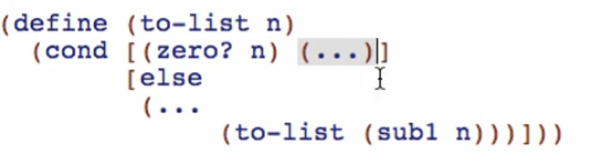 (define (to-list n)
(cond [(zero? n) (...)]
[else
(...
(to-list (sub1 n)))]))